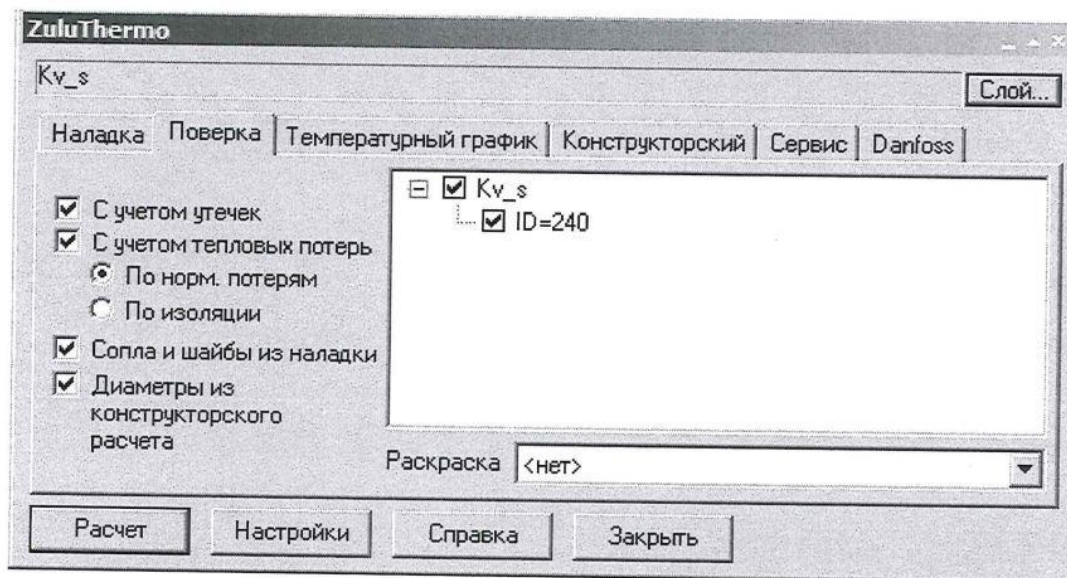 ZuluThermo
Kv_s
Слой...
Наладка Поверка Температурный график Конструкторский Сервис Danfoss
С учетом утечек
С учетом тепловых потерь
По норм. потерям
По изоляции
Сопла и шайбы из наладки
Диаметры из
конструкторского
расчета
Kv_s
ID=240
Раскраска <нет>
Расчет Настройки Справка Закрыть